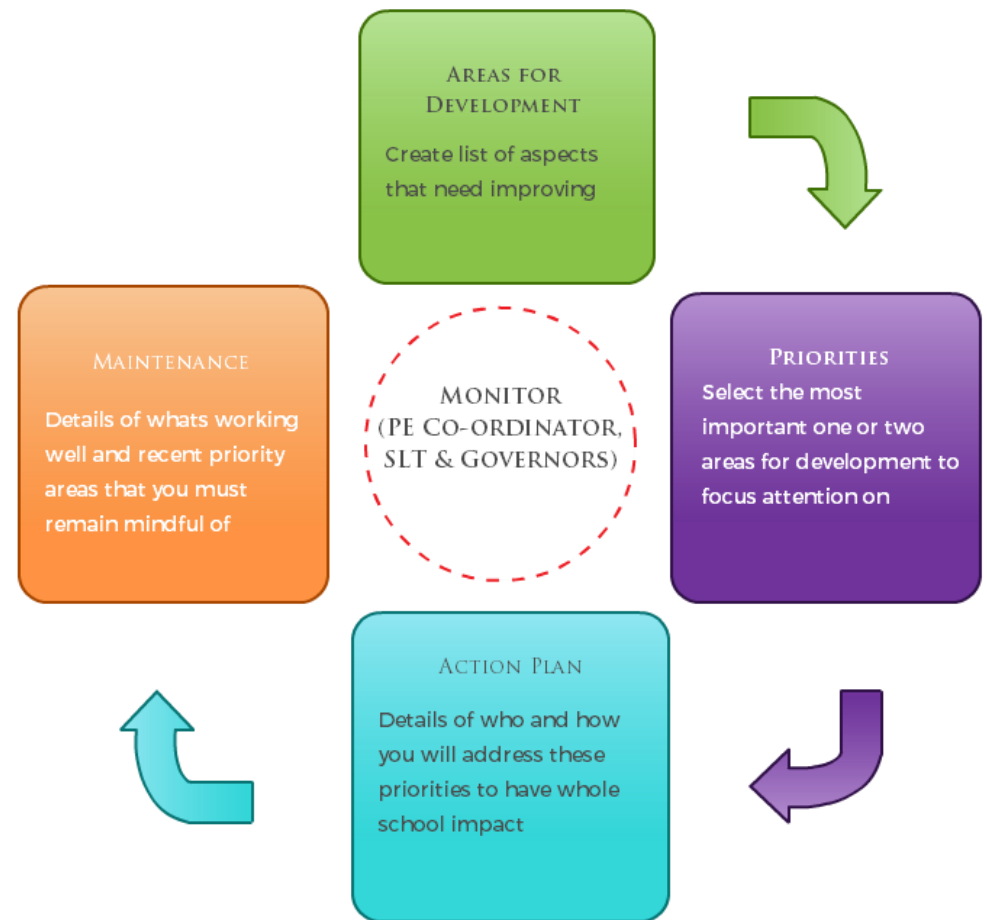 Areas for
Development
Create list of aspects
that need improving
Priorities
Select the most
important one or two
areas for development to
focus attention on
Action Plan
Details of who and how
you will address these
priorities to have whole
school impact
Maintenance
Details of whats working
well and recent priority
areas that you must
remain mindful of
Monitor
(PE Co-ordinator,
SLT & Governors)